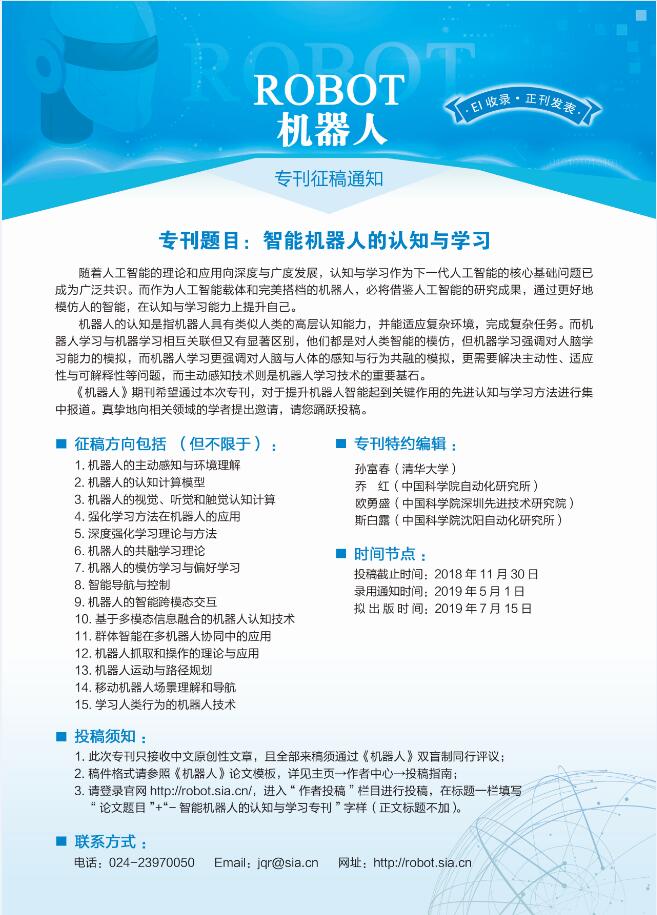 ROBOT
ROBOT
机器人
·EI 收录·正刊发表·
专刊征稿通知
专刊题目：智能机器人的认知与学习
随着人工智能的理论和应用向深度与广度发展，认知与学习作为下一代人工智能的核心基础问题已
成为广泛共识。而作为人工智能载体和完美搭档的机器人，必将借鉴人工智能的研究成果，通过更好地
模仿人的智能，在认知与学习能力上提升自己。
机器人的认知是指机器人具有类似人类的高层认知能力，并能适应复杂环境，完成复杂任务。而机
器人学习与机器学习相互关联但又有显著区别，他们都是对人类智能的模仿，但机器学习强调对人脑学
习能力的模拟，而机器人学习更强调对人脑与人体的感知与行为共融的模拟，更需要解决主动性、适应
性与可解释性等问题，而主动感知技术则是机器人学习技术的重要基石。
《机器人》期刊希望通过本次专刊，对于提升机器人智能起到关键作用的先进认知与学习方法进行集
中报道。真挚地向相关领域的学者提出邀请，请您踊跃投稿。
■ 征稿方向包括 （但不限于）：
1. 机器人的主动感知与环境理解
2. 机器人的认知计算模型
3. 机器人的视觉、听觉和触觉认知计算
4. 强化学习方法在机器人的应用
5. 深度强化学习理论与方法
6. 机器人的共融学习理论
7. 机器人的模仿学习与偏好学习
8. 智能导航与控制
9. 机器人的智能跨模态交互
10. 基于多模态信息融合的机器人认知技术
11. 群体智能在多机器人协同中的应用
12. 机器人抓取和操作的理论与应用
13. 机器人运动与路径规划
14. 移动机器人场景理解和导航
15. 学习人类行为的机器人技术
■ 专刊特约编辑：
孙富春（清华大学）
乔 红（中国科学院自动化研究所）
欧勇盛（中国科学院深圳先进技术研究院）
斯白露（中国科学院沈阳自动化研究所）
■ 时间节点：
投稿截止时间：2018 年 11 月 30 日
录用通知时间：2019 年 5 月 1 日
拟 出 版 时 间：2019 年 7 月 15 日
■ 投稿须知：
1. 此次专刊只接收中文原创性文章，且全部来稿须通过《机器人》双盲制同行评议；
2. 稿件格式请参照《机器人》论文模板，详见主页→作者中心→投稿指南；
3. 请登录官网 http://robot.sia.cn/，进入“作者投稿”栏目进行投稿，在标题一栏填写
“论文题目”+“- 智能机器人的认知与学习专刊”字样（正文标题不加）。
■ 联系方式：
电话：024-23970050 Email: jqr@sia.cn 网址：http://robot.sia.cn